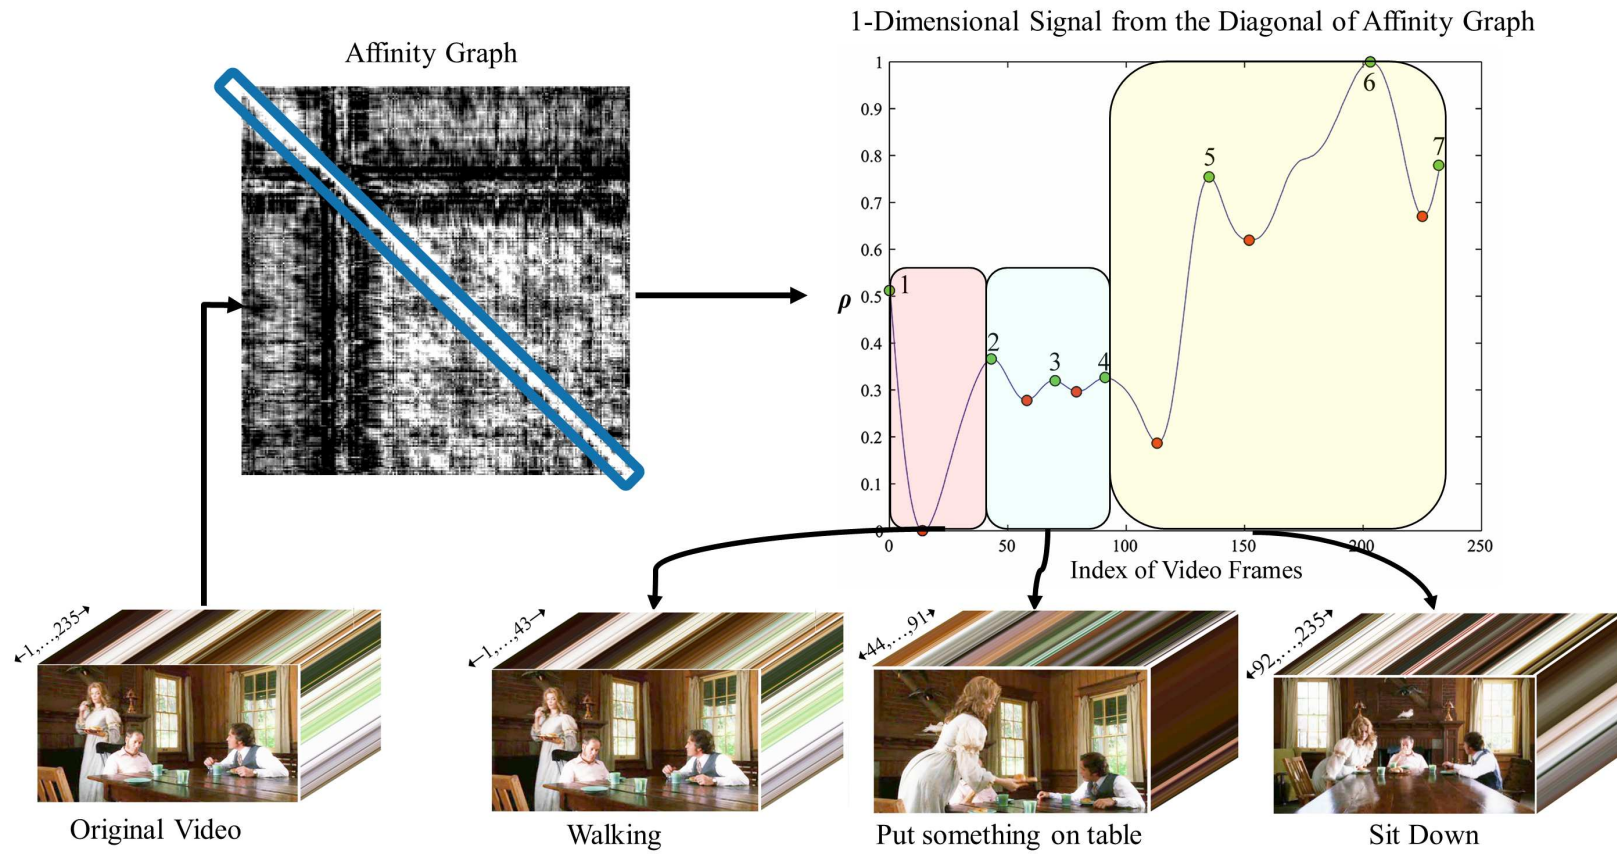 1-Dimensional Signal from the Diagonal of Affinity Graph
Affinity Graph
1
0.9
0.8
0.7
0.6
0.5
0.4
0.3
0.2
0.1
0
ρ
1
2
3
4
5
6
7
0 50 100 150 200 250
Index of Video Frames
1,...,235
1,...,43
44,...,91
92,...,235
Original Video
Walking
Put something on table
Sit Down